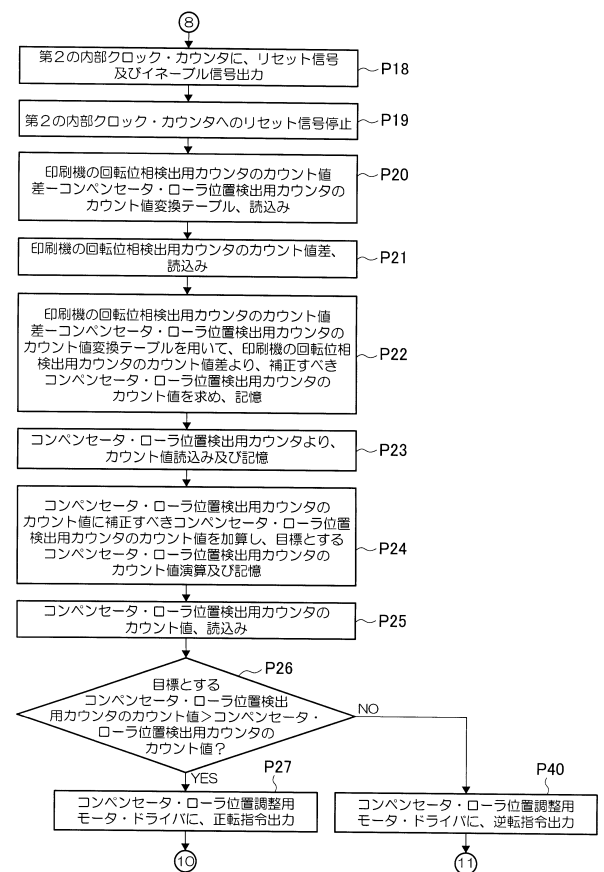 8
第2の内部クロック・カウンタに、リセット信号
及びイネーブル信号出力
P18
第2の内部クロック・カウンタへのリセット信号停止
P19
印刷機の回転位相検出用カウンタのカウント値
差ーコンペンセータ・ローラ位置検出用カウンタの
カウント値変換テーブル、読込み
P20
印刷機の回転位相検出用カウンタのカウント値差、
読込み
P21
印刷機の回転位相検出用カウンタのカウント値
差ーコンペンセータ・ローラ位置検出用カウンタの
カウント値変換テーブルを用いて、印刷機の回転位相
検出用カウンタのカウント値差より、補正すべき
コンペンセータ・ローラ位置検出用カウンタの
カウント値を求め、記憶
P22
コンペンセータ・ローラ位置検出用カウンタより、
カウント値読込み及び記憶
P23
コンペンセータ・ローラ位置検出用カウンタの
カウント値に補正すべきコンペンセータ・ローラ位置
検出用カウンタのカウント値を加算し、目標とする
コンペンセータ・ローラ位置検出用カウンタの
カウント値演算及び記憶
P24
コンペンセータ・ローラ位置検出用カウンタの
カウント値、読込み
P25
P26
目標とする
コンペンセータ・ローラ位置検出
用カウンタのカウント値>コンペンセータ・
ローラ位置検出用カウンタの
カウント値?
NO
YES
P27
コンペンセータ・ローラ位置調整用
モータ・ドライバに、正転指令出力
10
P40
コンペンセータ・ローラ位置調整用
モータ・ドライバに、逆転指令出力
11